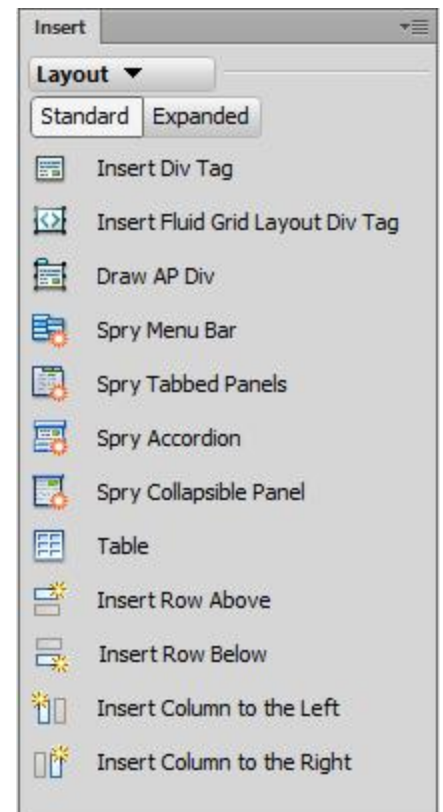 Insert
Layout
Standard Expanded
Insert Div Tag
Insert Fluid Grid Layout Div Tag
Draw AP Div
Spry Menu Bar
Spry Tabbed Panels
Spry Accordion
Spry Collapsible Panel
Table
Insert Row Above
Insert Row Below
Insert Column to the Left
Insert Column to the Right